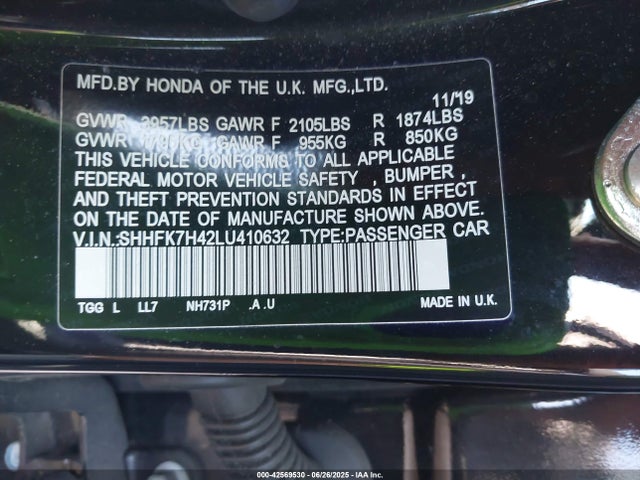 MFD.BY HONDA OF THE U.K. MFG.,LTD.
11/19
GVWR 3957LBS GAWR F 2105LBS R 1874LBS
GVWR GAWR F 955KG R 850KG
THIS VEHICLE CONFORMS TO ALL APPLICABLE
FEDERAL MOTOR VEHICLE SAFETY , BUMPER ,
AND THEFT PREVENTION STANDARDS IN EFFECT
ON THE DATE OF MANUFACTURE SHOWN ABOVE.
V.I.N.:SHHFK7H42LU410632 TYPE:PASSENGER CAR
TGG L LL7 NH731P .A .U MADE IN U.K.
000-42569530 06/26/2025 - IAA Inc.